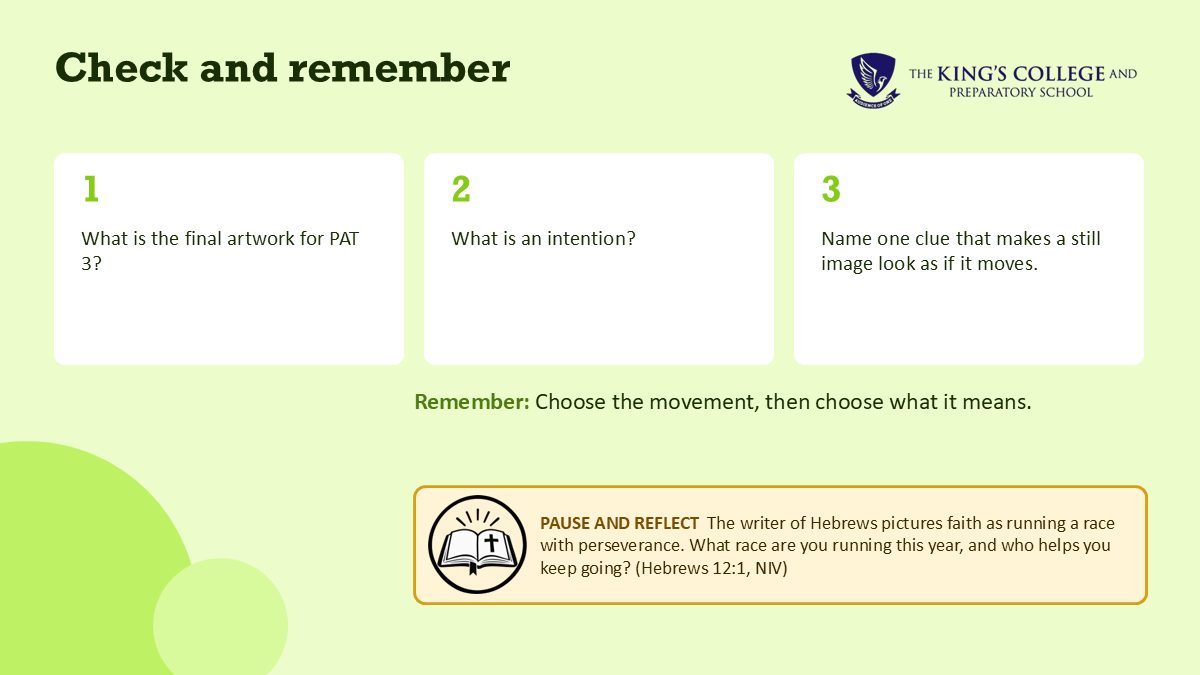 Check and remember
THE KING'S COLLEGE AND
PREPARATORY SCHOOL
AUDIENCE OF ONE
1
What is the final artwork for PAT
3?
2
What is an intention?
3
Name one clue that makes a still
image look as if it moves.
Remember: Choose the movement, then choose what it means.
PAUSE AND REFLECT The writer of Hebrews pictures faith as running a race
with perseverance. What race are you running this year, and who helps you
keep going? (Hebrews 12:1, NIV)